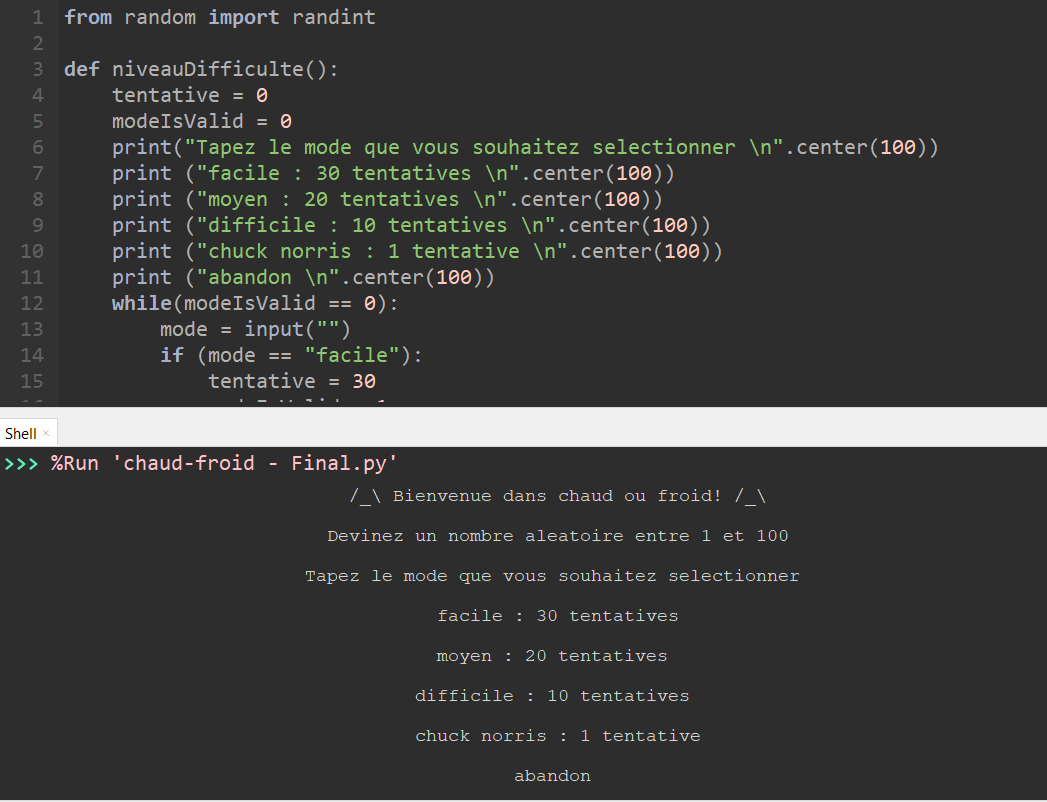 1 from random import randint
2
3 def niveauDifficulte():
4 tentative = 0
5 modeIsValid = 0
6 print("Tapez le mode que vous souhaitez selectionner \n".center(100))
7 print ("facile : 30 tentatives \n".center(100))
8 print ("moyen : 20 tentatives \n".center(100))
9 print ("difficile : 10 tentatives \n".center(100))
10 print ("chuck norris : 1 tentative \n".center(100))
11 print ("abandon \n".center(100))
12 while(modeIsValid == 0):
13 mode = input("")
14 if (mode == "facile"):
15 tentative = 30
Shell ×
>>> %Run 'chaud-froid - Final.py'
/_\ Bienvenue dans chaud ou froid! /_\
Devinez un nombre aleatoire entre 1 et 100
Tapez le mode que vous souhaitez selectionner
facile : 30 tentatives
moyen : 20 tentatives
difficile : 10 tentatives
chuck norris : 1 tentative
abandon